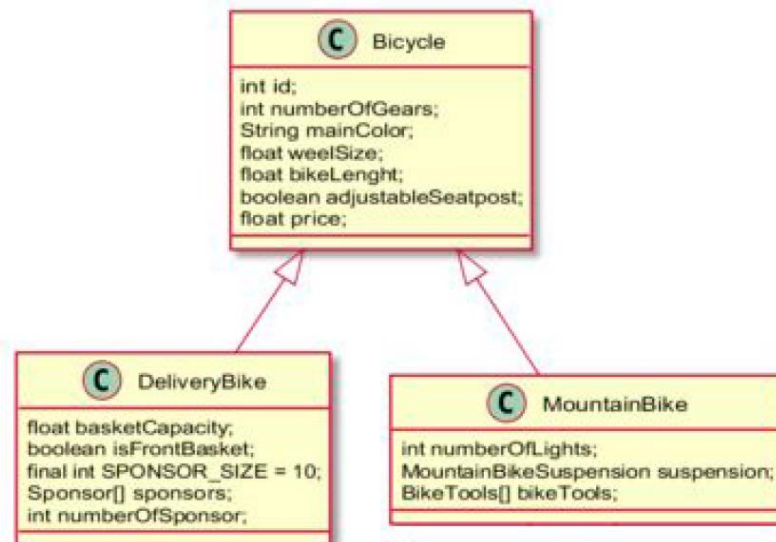 C Bicycle
int id;
int numberOfGears;
String mainColor;
float weelSize;
float bikeLenght;
boolean adjustableSeatpost;
float price;
C DeliveryBike
float basketCapacity;
boolean isFrontBasket;
final int SPONSOR_SIZE = 10;
Sponsor[] sponsors;
int numberOfSponsor;
C MountainBike
int numberOfLights;
MountainBikeSuspension suspension;
BikeTools[] bikeTools;